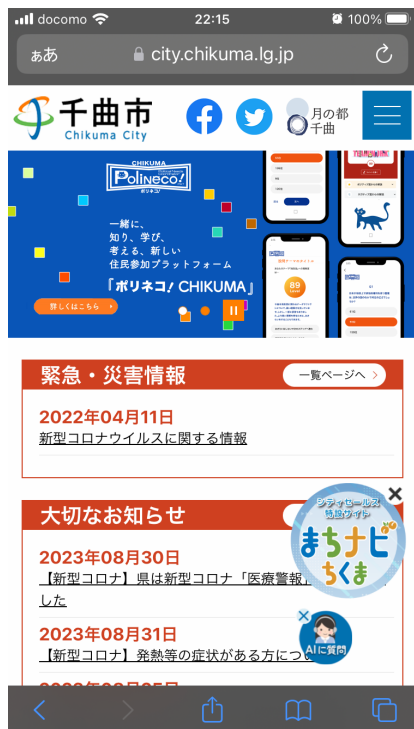 docomo
22:15
100%
ぁあ
city.chikuma.lg.jp
千曲市
Chikuma City
月の都
千曲
CHIKUMA
Polineco!
ポリネコ!
一緒に、
知り、学び、
考える、新しい
住民参加プラットフォーム
「ポリネコ! CHIKUMA」
詳しくはこちら
89
緊急・災害情報
一覧ページへ
2022年04月11日
新型コロナウイルスに関する情報
大切なお知らせ
シティセールス
特設サイト
まちナビ
ちくま
2023年08月30日
【新型コロナ】県は新型コロナ「医療警報」
した
2023年08月31日
【新型コロナ】発熱等の症状がある方につ
AIに質問